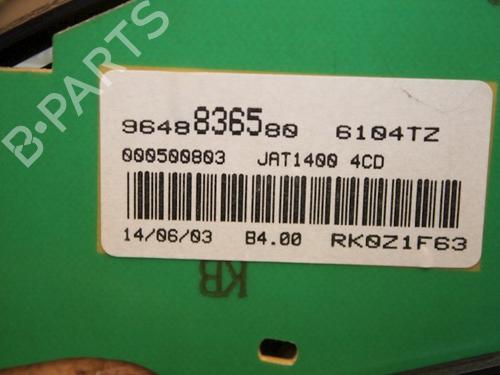 B-PARTS
9648836580 6104TZ
000500803 JAT1400 4CD
14/06/03 B4.00 RK0Z1F63
KB